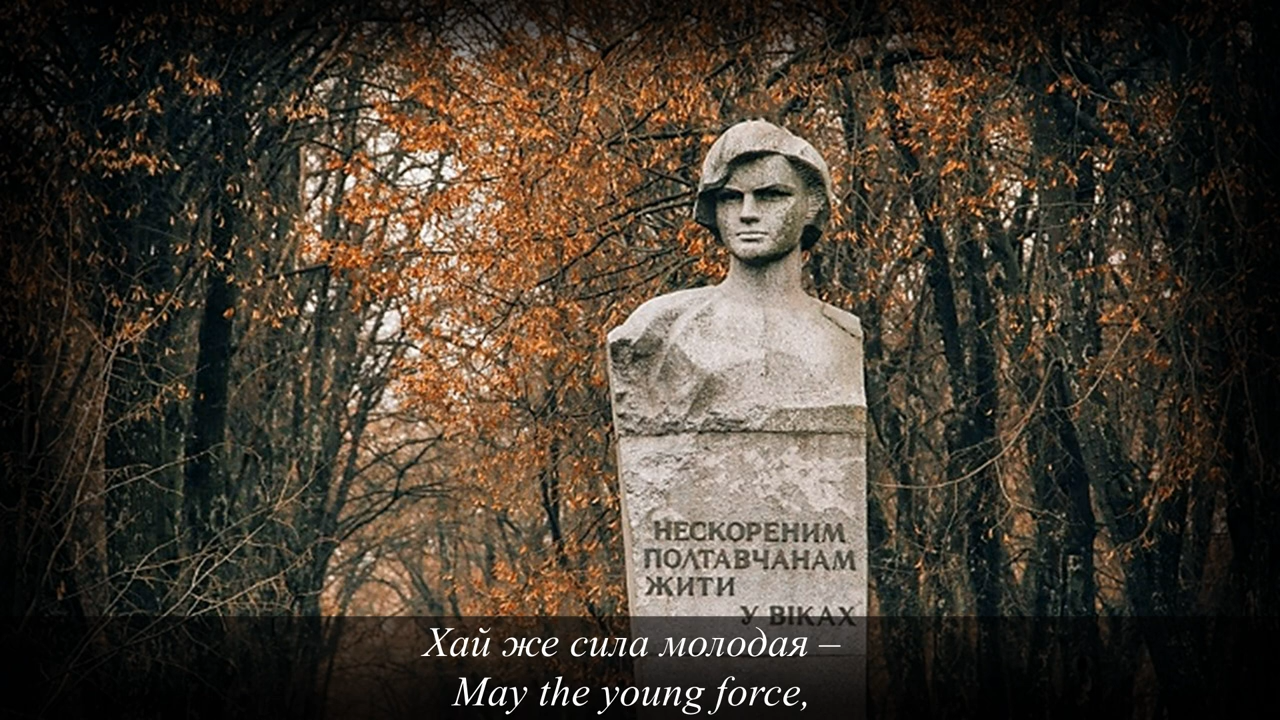 НЕСКОРЕНИМ
ПОЛТАВЧАНАМ
ЖИТИ
У ВІКАХ
Хай же сила молодая –
May the young force,